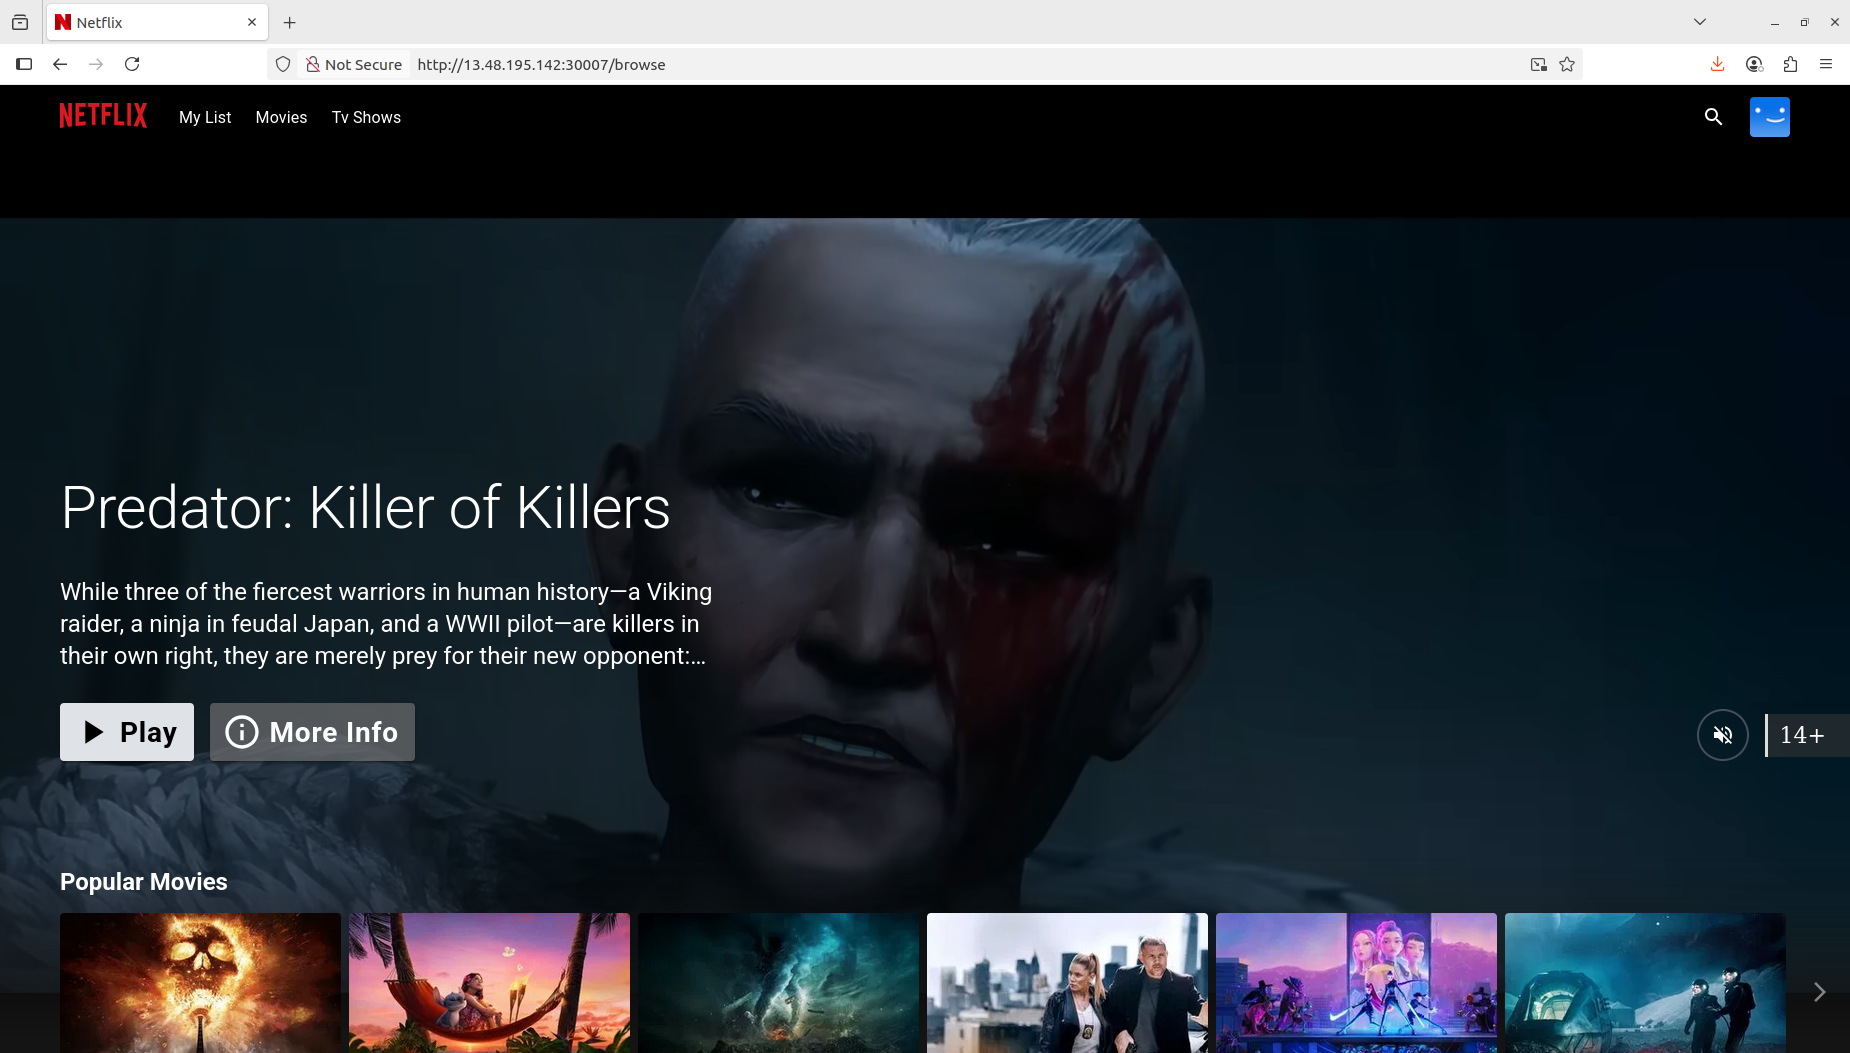 Netflix
Not Secure http://13.48.195.142:30007/browse
NETFLIX My List Movies Tv Shows
Predator: Killer of Killers
While three of the fiercest warriors in human history—a Viking
raider, a ninja in feudal Japan, and a WWII pilot—are killers in
their own right, they are merely prey for their new opponent:...
Play More Info
14+
Popular Movies